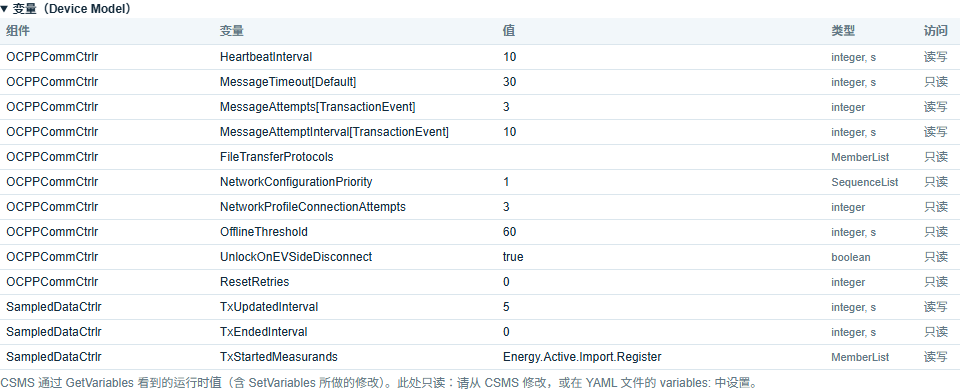 ▼ 变量（Device Model）
组件 变量 值 类型 访问
OCPPCommCtrlr HeartbeatInterval 10 integer, s 读写
OCPPCommCtrlr MessageTimeout[Default] 30 integer, s 只读
OCPPCommCtrlr MessageAttempts[TransactionEvent] 3 integer 读写
OCPPCommCtrlr MessageAttemptInterval[TransactionEvent] 10 integer, s 读写
OCPPCommCtrlr FileTransferProtocols MemberList 只读
OCPPCommCtrlr NetworkConfigurationPriority 1 SequenceList 只读
OCPPCommCtrlr NetworkProfileConnectionAttempts 3 integer 只读
OCPPCommCtrlr OfflineThreshold 60 integer, s 只读
OCPPCommCtrlr UnlockOnEVSideDisconnect true boolean 只读
OCPPCommCtrlr ResetRetries 0 integer 只读
SampledDataCtrlr TxUpdatedInterval 5 integer, s 读写
SampledDataCtrlr TxEndedInterval 0 integer, s 只读
SampledDataCtrlr TxStartedMeasurands Energy.Active.Import.Register MemberList 读写
CSMS 通过 GetVariables 看到的运行时值（含 SetVariables 所做的修改）。此处只读：请从 CSMS 修改，或在 YAML 文件的 variables: 中设置。